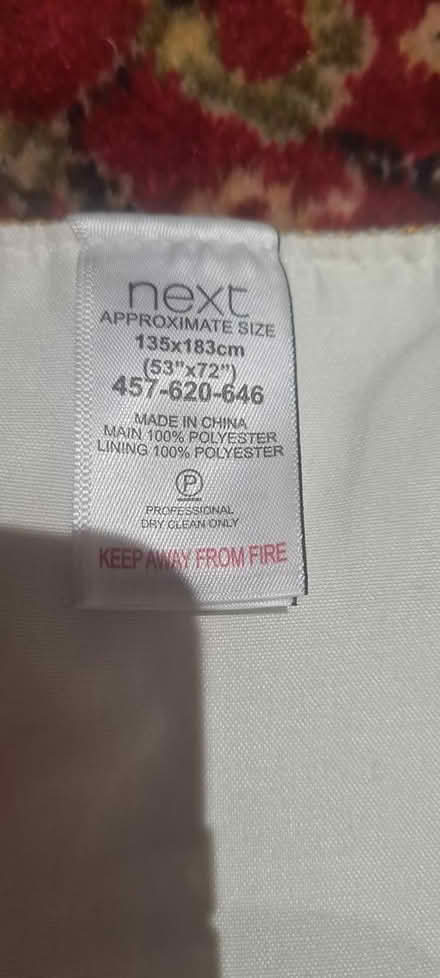 next
APPROXIMATE SIZE
135x183cm
(53"x72")
457-620-646
MADE IN CHINA
MAIN 100% POLYESTER
LINING 100% POLYESTER
P
PROFESSIONAL
DRY CLEAN ONLY
KEEP AWAY FROM FIRE